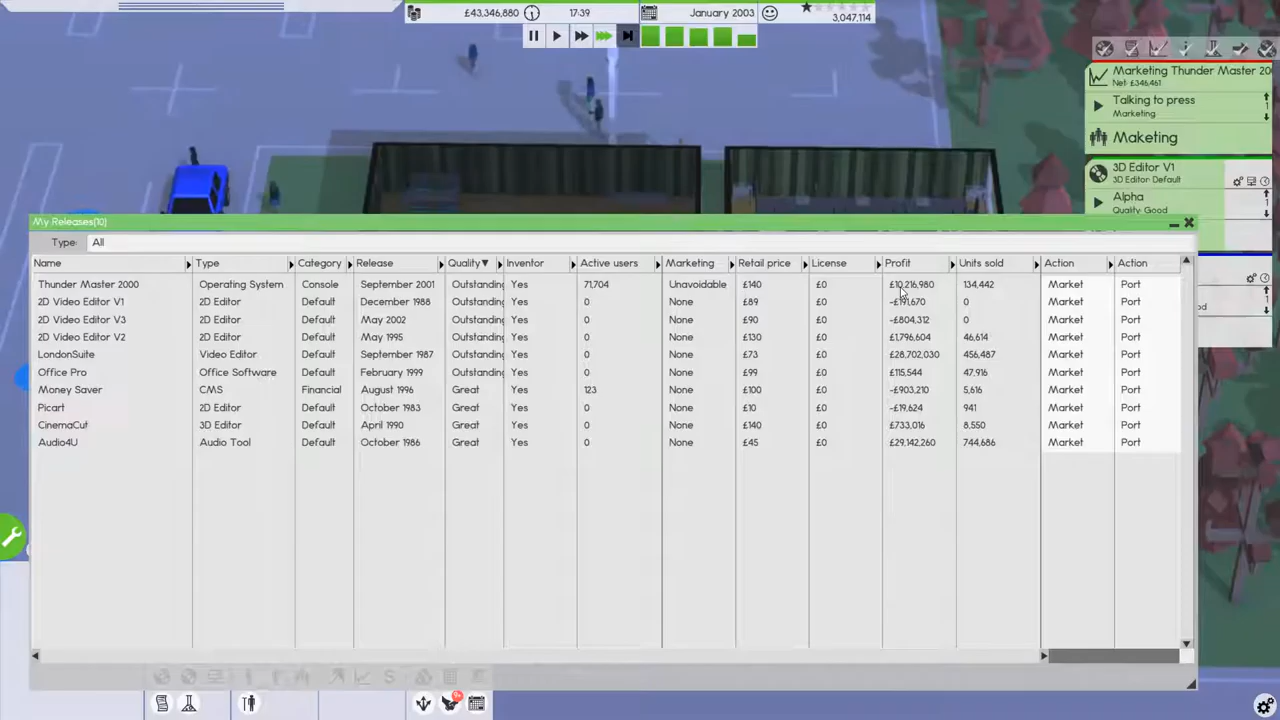 £43,346,880 17:39 January 2003 3,047.114
Marketing Thunder Master 20
Net: £346,461
Talking to press
Marketing
1
Maketing
3D Editor V1
3D Editor: Default
Alpha
Quality: Good
1
1
My Releases(10)
Type: All
Name Type Category Release Quality Inventor Active users Marketing Retail price License Profit Units sold Action Action
Thunder Master 2000 Operating System Console September 2001 Outstanding Yes 71,704 Unavoidable £140 £0 £10,216,980 134,442 Market Port
2D Video Editor V1 2D Editor Default December 1988 Outstanding Yes 0 None £89 £0 -£191,670 0 Market Port
2D Video Editor V3 2D Editor Default May 2002 Outstanding Yes 0 None £90 £0 -£804,312 0 Market Port
2D Video Editor V2 2D Editor Default May 1995 Outstanding Yes 0 None £130 £0 £1,796,604 46,614 Market Port
LondonSuite Video Editor Default September 1987 Outstanding Yes 0 None £73 £0 £28,702,030 456,487 Market Port
Office Pro Office Software Default February 1999 Outstanding Yes 0 None £99 £0 £115,544 47,916 Market Port
Money Saver CMS Financial August 1996 Great Yes 123 None £100 £0 -£903,210 5,616 Market Port
Picart 2D Editor Default October 1983 Great Yes 0 None £10 £0 -£19,624 941 Market Port
CinemaCut 3D Editor Default April 1990 Great Yes 0 None £140 £0 £733,016 8,550 Market Port
Audio4U Audio Tool Default October 1986 Great Yes 0 None £45 £0 £29,142,260 744,686 Market Port